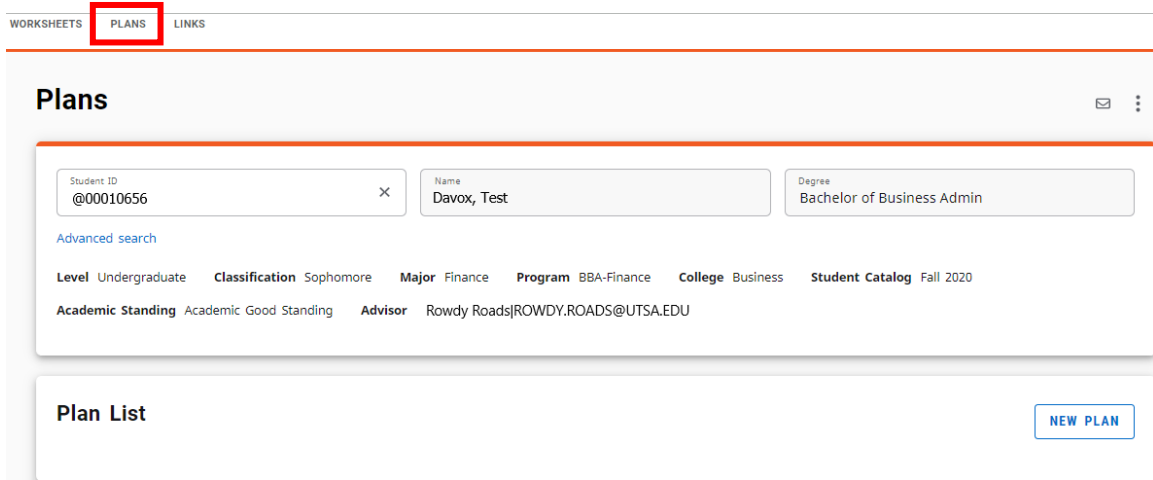 WORKSHEETS PLANS LINKS
Plans
Student ID Name Degree
@00010656 Davox, Test Bachelor of Business Admin
Advanced search
Level Undergraduate Classification Sophomore Major Finance Program BBA-Finance College Business Student Catalog Fall 2020
Academic Standing Academic Good Standing Advisor Rowdy Roads|ROWDY.ROADS@UTSA.EDU
Plan List NEW PLAN